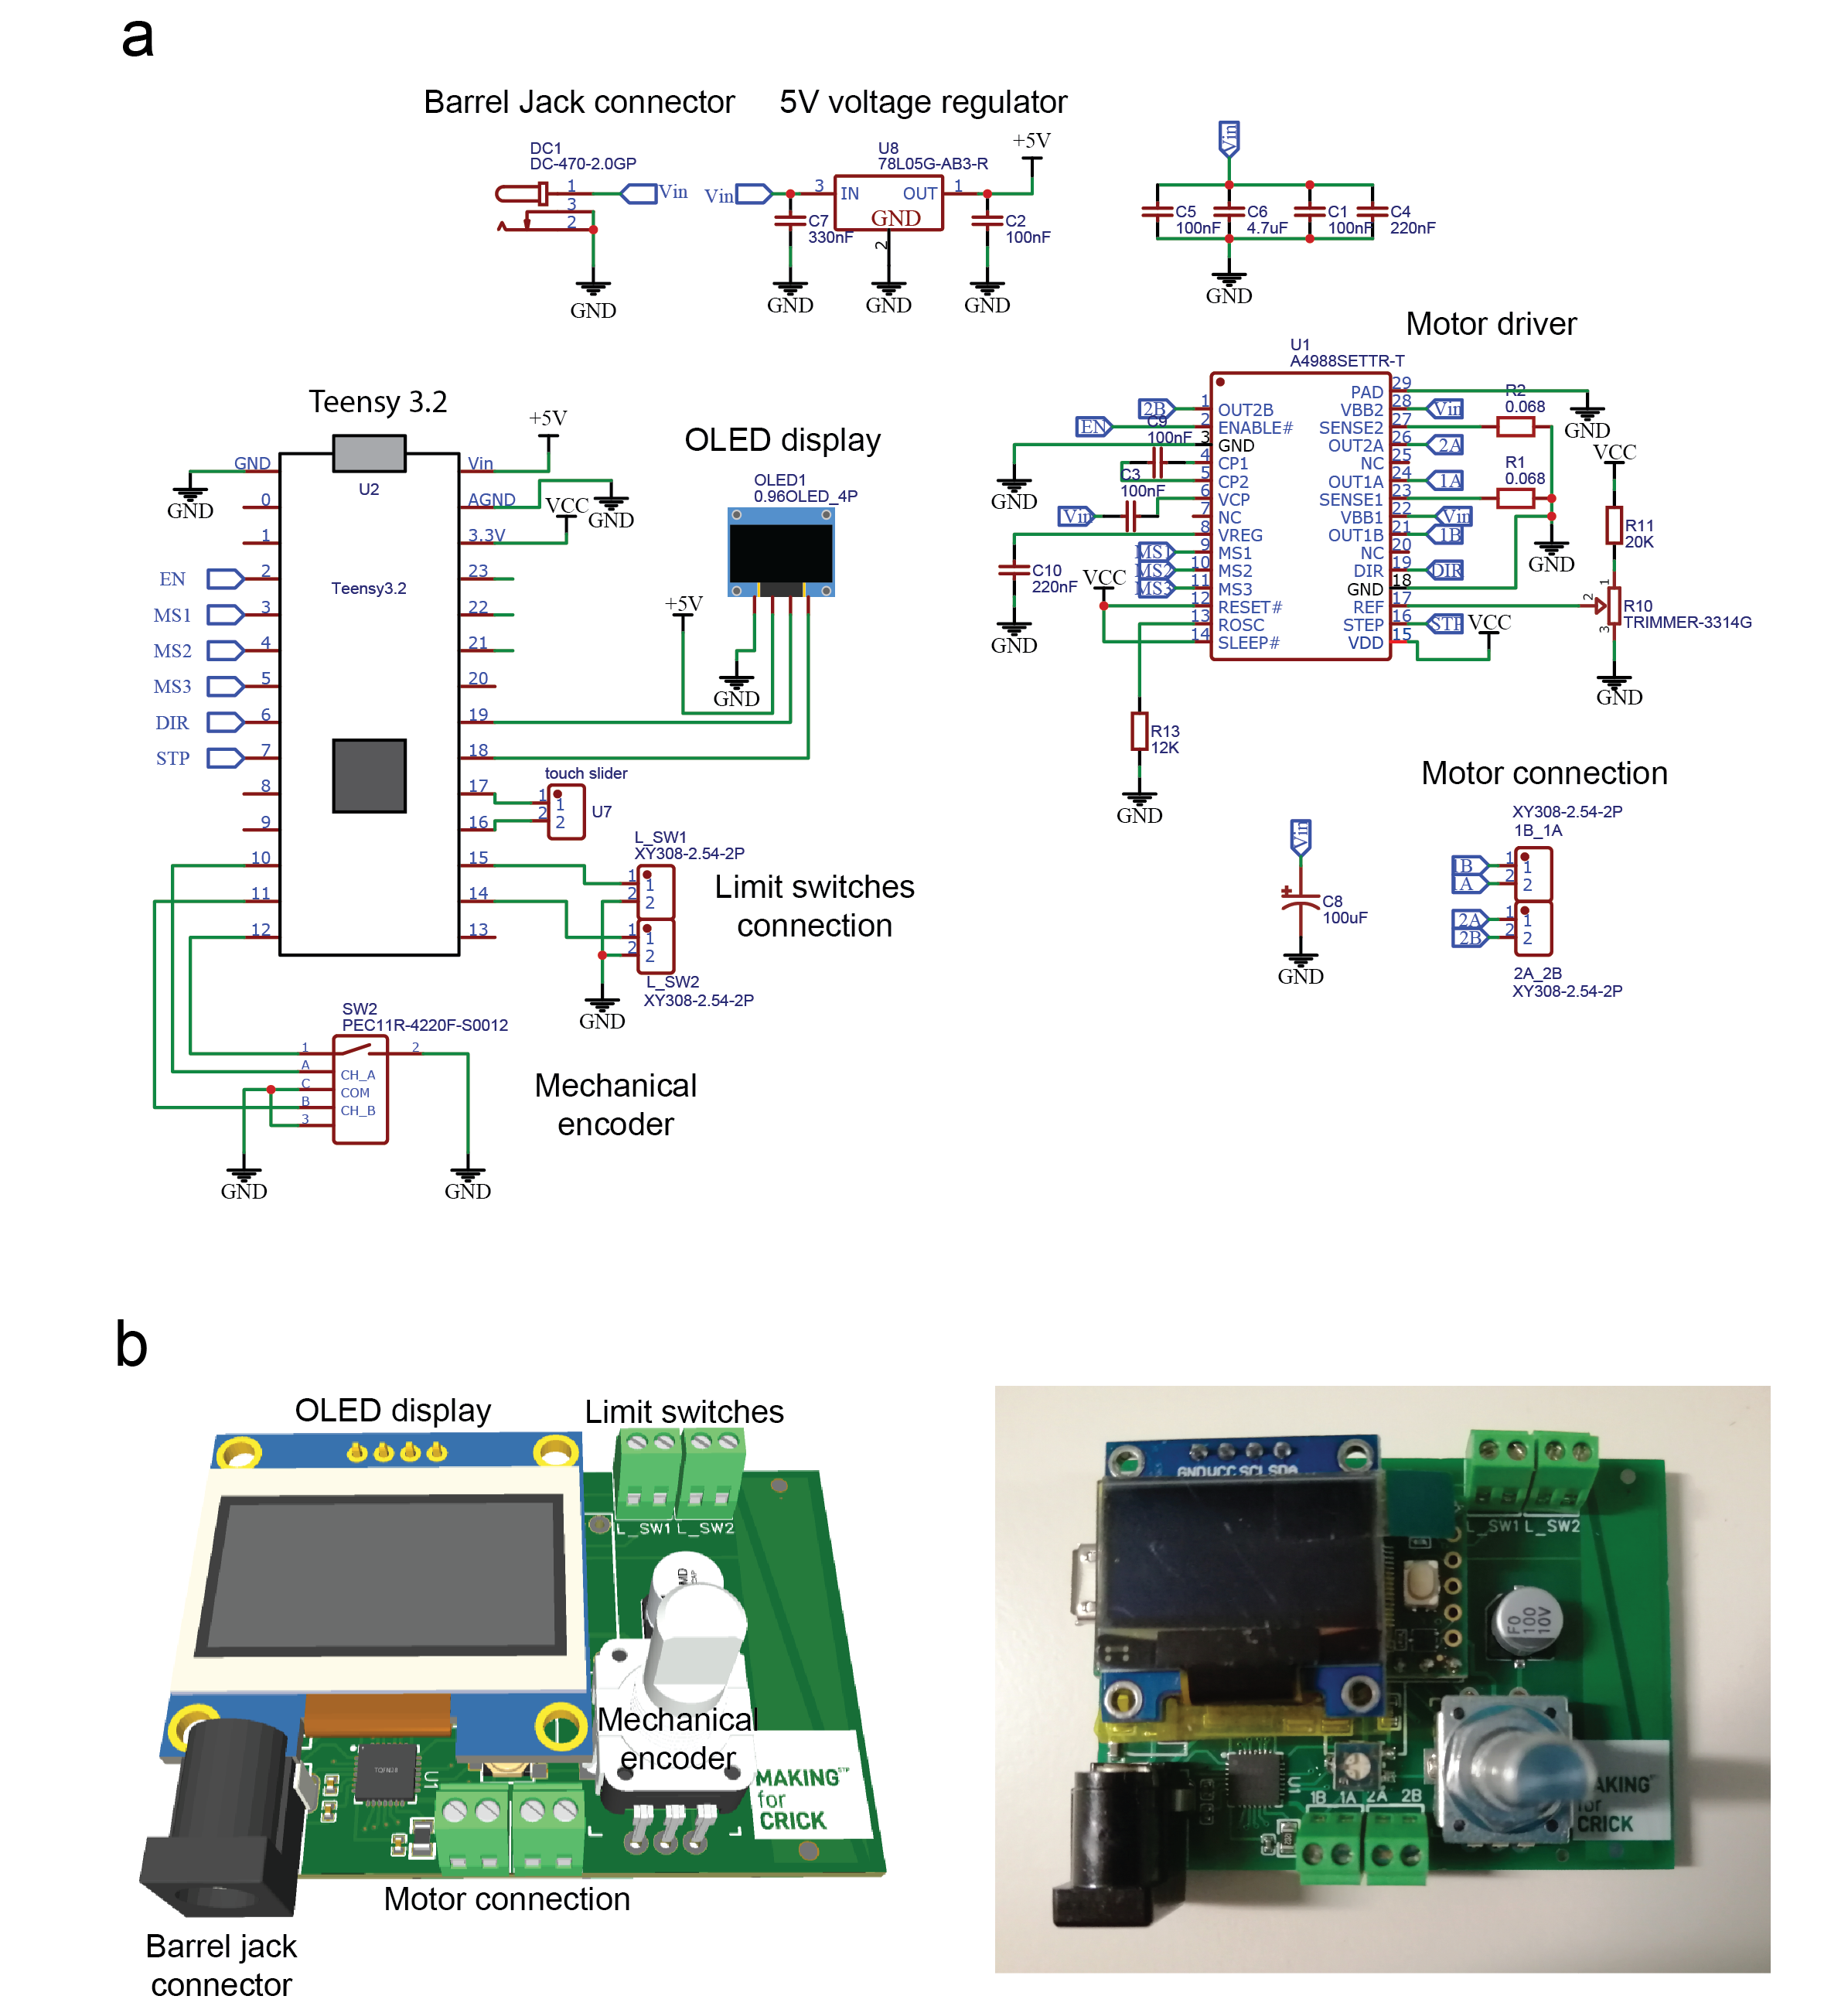 a
Barrel Jack connector
5V voltage regulator
DC1
DC-470-2.0GP
1
3
2
Vin
GND
Vin
U8
78L05G-AB3-R
3
IN
OUT
1
GND
2
+5V
C7
330nF
C2
100nF
GND
GND
GND
Vin
C5
100nF
C6
4.7uF
C1
100nF
C4
220nF
GND
Motor driver
U1
A4988SETTR-T
1 OUT2B
2 ENABLE#
3 GND
4 CP1
5 CP2
6 VCP
7 NC
8 VREG
9 MS1
10 MS2
11 MS3
12 RESET#
13 ROSC
14 SLEEP#
PAD 29
VBB2 28
SENSE2 27
OUT2A 26
NC 25
OUT1A 24
SENSE1 23
VBB1 22
OUT1B 21
NC 20
DIR 19
GND 18
REF 17
STEP 16
VDD 15
2B
EN
C9
100nF
GND
C3
100nF
Vin
MS1
MS2
MS3
C10
220nF
GND
VCC
R13
12K
GND
Vin
R2
0.068
2A
R1
0.068
1A
Vin
1B
DIR
STP
VCC
GND
GND
VCC
R11
20K
1
2
3
R10
TRIMMER-3314G
GND
Teensy 3.2
U2
Teensy3.2
GND
0
1
2
3
4
5
6
7
8
9
10
11
12
Vin
AGND
3.3V
23
22
21
20
19
18
17
16
15
14
13
GND
EN
MS1
MS2
MS3
DIR
STP
+5V
VCC
GND
OLED display
OLED1
0.96OLED_4P
+5V
GND
touch slider
1 1
2 2
U7
L_SW1
XY308-2.54-2P
1 1
2 2
1 1
2 2
L_SW2
XY308-2.54-2P
GND
Limit switches
connection
SW2
PEC11R-4220F-S0012
1
A
C
B
3
2
CH_A
COM
CH_B
GND
GND
Mechanical
encoder
Vin
C8
100uF
GND
Motor connection
XY308-2.54-2P
1B_1A
1B
1A
1 1
2 2
2A
2B
1 1
2 2
2A_2B
XY308-2.54-2P
b
OLED display
Limit switches
L_SW1 L_SW2
Mechanical
encoder
U1
MAKING STP
for
CRICK
Motor connection
Barrel jack
connector
GND VCC SCL SDA
L_SW1 L_SW2
F0
100
10V
U1
1B 1A 2A 2B
AKING
for
CRICK